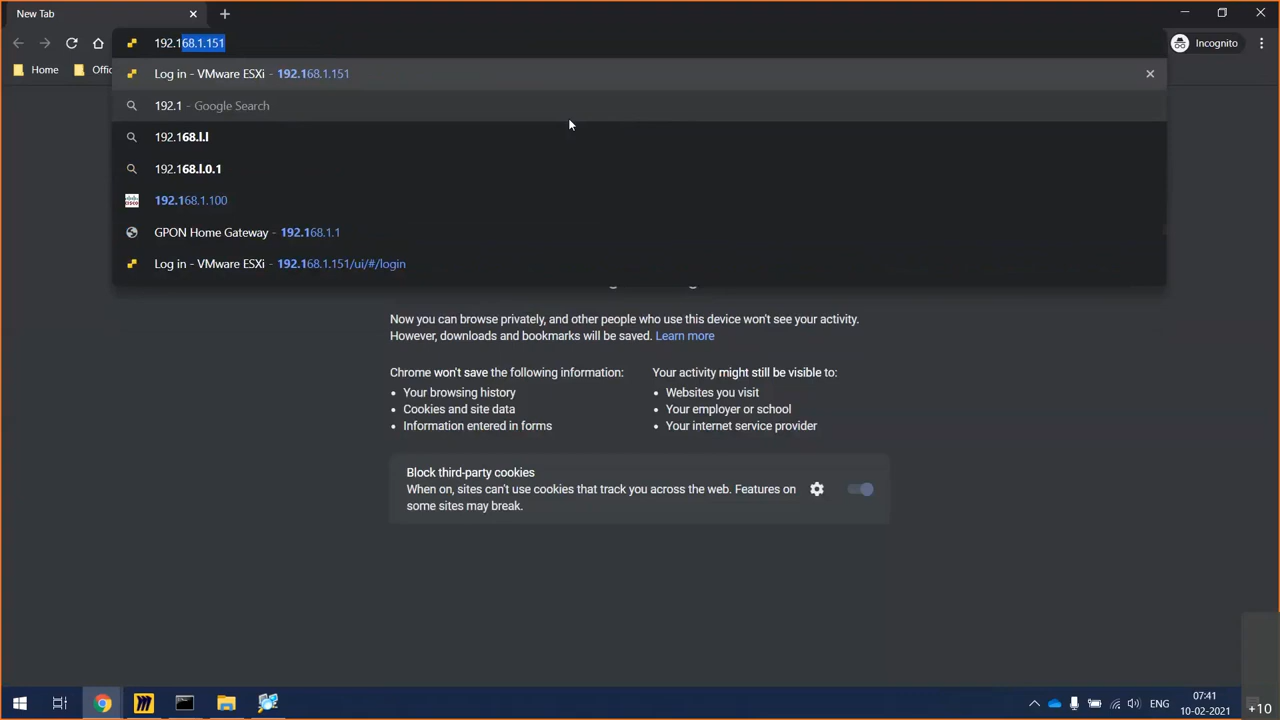 New Tab
192.168.1.151
Incognito
Home
Offic
Log in - VMware ESXi - 192.168.1.151
192.1 - Google Search
192.168.l.l
192.168.l.0.1
192.168.1.100
GPON Home Gateway - 192.168.1.1
Log in - VMware ESXi - 192.168.1.151/ui/#/login
Now you can browse privately, and other people who use this device won't see your activity.
However, downloads and bookmarks will be saved. Learn more
Chrome won't save the following information:
• Your browsing history
• Cookies and site data
• Information entered in forms
Your activity might still be visible to:
• Websites you visit
• Your employer or school
• Your internet service provider
Block third-party cookies
When on, sites can't use cookies that track you across the web. Features on
some sites may break.
ENG
07:41
10-02-2021
+10